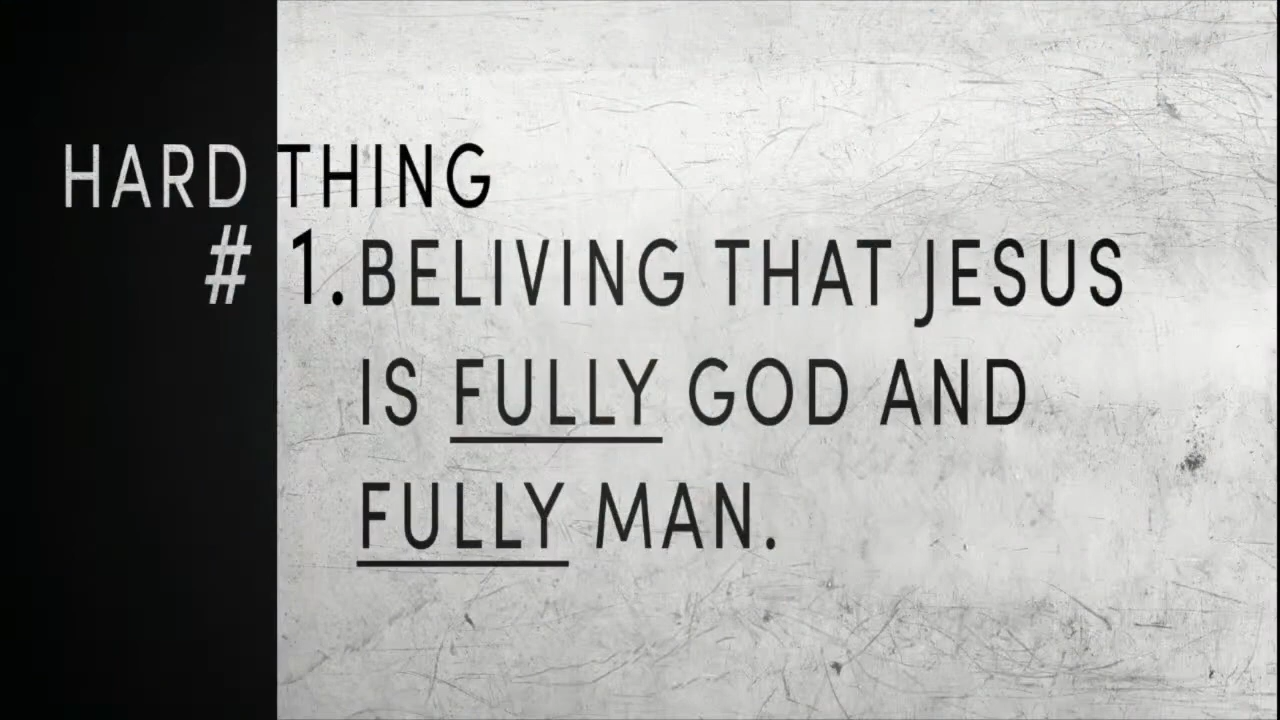 HARD THING
# 1. BELIVING THAT JESUS
IS FULLY GOD AND
FULLY MAN.